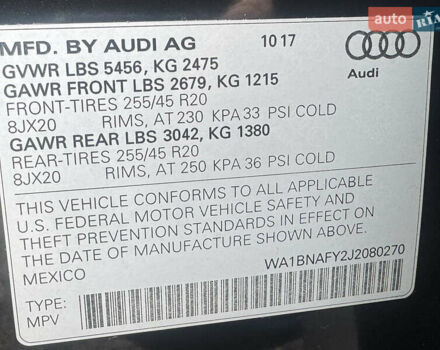 auto RIA
MFD. BY AUDI AG 10 17
GVWR LBS 5456, KG 2475
GAWR FRONT LBS 2679, KG 1215
FRONT-TIRES 255/45 R20
8JX20 RIMS, AT 230 KPA 33 PSI COLD
Audi
GAWR REAR LBS 3042, KG 1380
REAR-TIRES 255/45 R20
8JX20 RIMS, AT 250 KPA 36 PSI COLD
THIS VEHICLE CONFORMS TO ALL APPLICABLE
U.S. FEDERAL MOTOR VEHICLE SAFETY AND
THEFT PREVENTION STANDARDS IN EFFECT ON
THE DATE OF MANUFACTURE SHOWN ABOVE.
MEXICO WA1BNAFY2J2080270
TYPE:
MPV